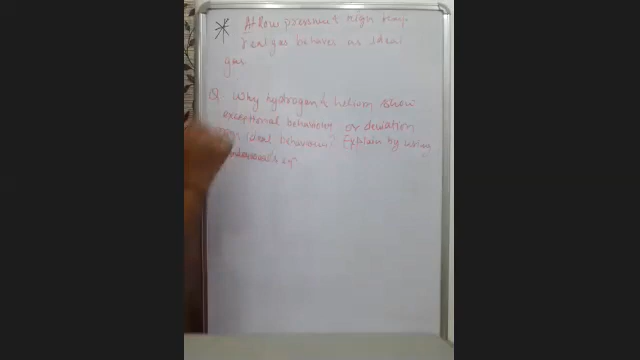 * At low pressure & high temp
real gas behaves as ideal
gas.
Q. Why hydrogen & helium show
exceptional behaviour or deviation
ideal behaviour? Explain by using
eqn.